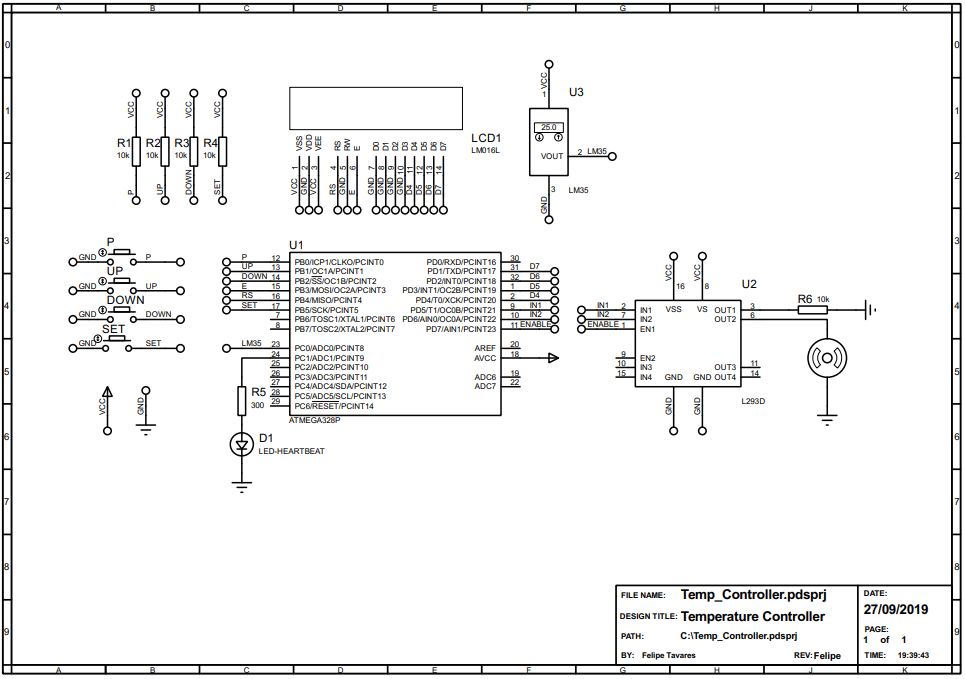 A B C D E F G H J K
0 0
1 1
2 2
3 3
4 4
5 5
6 6
7 7
8 8
9 9
VCC VCC VCC VCC
R1 R2 R3 R4
10k 10k 10k 10k
P UP DOWN SET
LCD1
LM016L
VSS VDD VEE RS RW E D0 D1 D2 D3 D4 D5 D6 D7
1 2 3 4 5 6 7 8 9 10 11 12 13 14
VCC GND VCC RS GND E GND GND GND GND D4 D5 D6 D7
VCC
1
U3
25.0
VOUT 2 LM35
3
LM35
GND
P
GND P
UP
GND UP
DOWN
GND DOWN
SET
GND SET
VCC GND
U1
P 12 PB0/ICP1/CLKO/PCINT0
UP 13 PB1/OC1A/PCINT1
DOWN 14 PB2/SS/OC1B/PCINT2
E 15 PB3/MOSI/OC2A/PCINT3
RS 16 PB4/MISO/PCINT4
SET 17 PB5/SCK/PCINT5
7 PB6/TOSC1/XTAL1/PCINT6
8 PB7/TOSC2/XTAL2/PCINT7
LM35 23 PC0/ADC0/PCINT8
24 PC1/ADC1/PCINT9
25 PC2/ADC2/PCINT10
26 PC3/ADC3/PCINT11
27 PC4/ADC4/SDA/PCINT12
28 PC5/ADC5/SCL/PCINT13
29 PC6/RESET/PCINT14
PD0/RXD/PCINT16 30
PD1/TXD/PCINT17 31 D7
PD2/INT0/PCINT18 32 D6
PD3/INT1/OC2B/PCINT19 1 D5
PD4/T0/XCK/PCINT20 2 D4
PD5/T1/OC0B/PCINT21 9 IN1
PD6/AIN0/OC0A/PCINT22 10 IN2
PD7/AIN1/PCINT23 11 ENABLE
AREF 20
AVCC 18
ADC6 19
ADC7 22
ATMEGA328P
R5
300
D1
LED-HEARTBEAT
VCC VCC
16 8
U2
VSS VS
IN1 2 IN1
IN2 7 IN2
ENABLE 1 EN1
9 EN2
10 IN3
15 IN4
OUT1 3
OUT2 6
OUT3 11
OUT4 14
GND GND
L293D
GND GND
R6 10k
FILE NAME: Temp_Controller.pdsprj
DESIGN TITLE: Temperature Controller
PATH: C:\Temp_Controller.pdsprj
BY: Felipe Tavares REV: Felipe
DATE:
27/09/2019
PAGE:
1 of 1
TIME: 19:39:43
A B C D E F G H J K